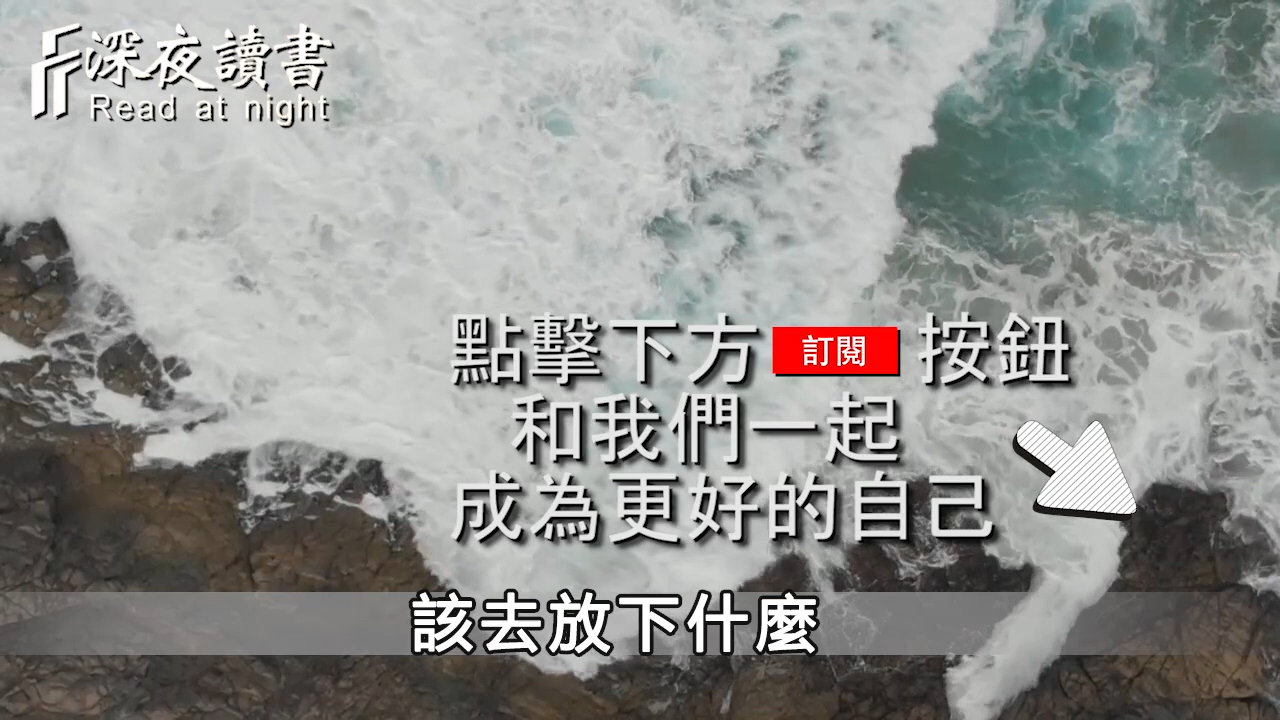 深夜讀書
Read at night
點擊下方 訂閱 按鈕
和我們一起
成為更好的自己
該去放下什麼